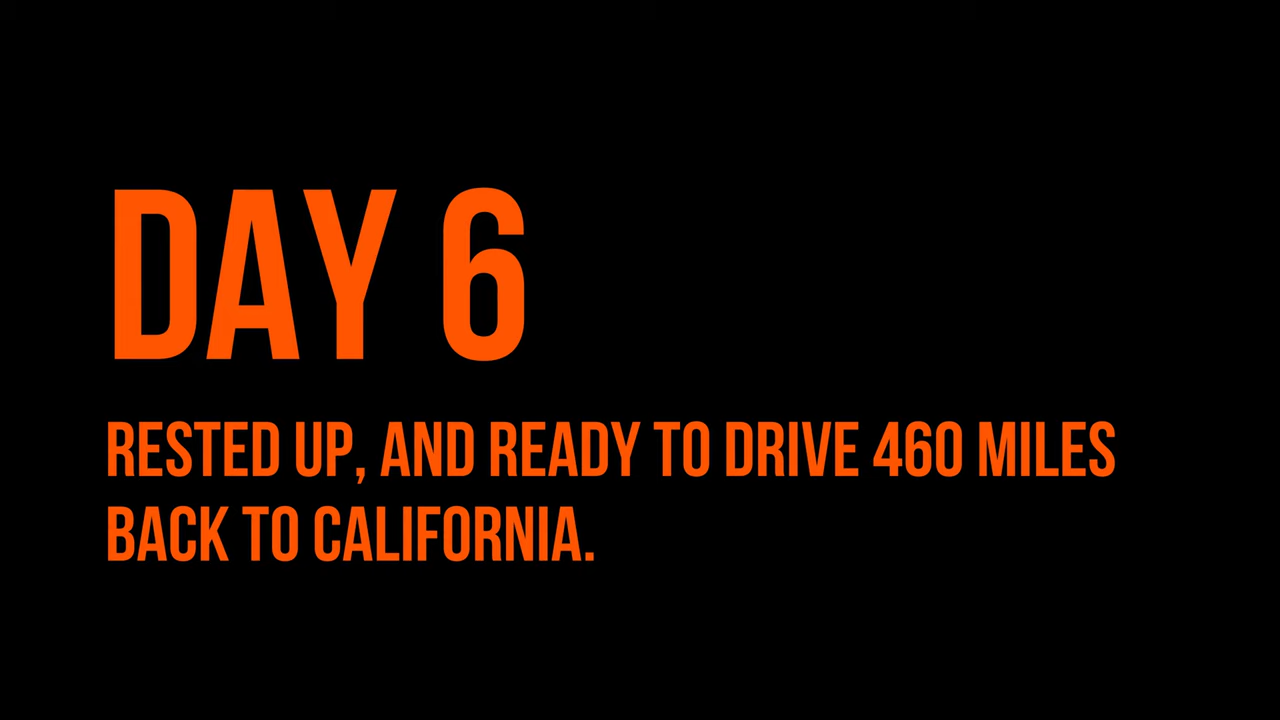 DAY 6
RESTED UP, AND READY TO DRIVE 460 MILES
BACK TO CALIFORNIA.